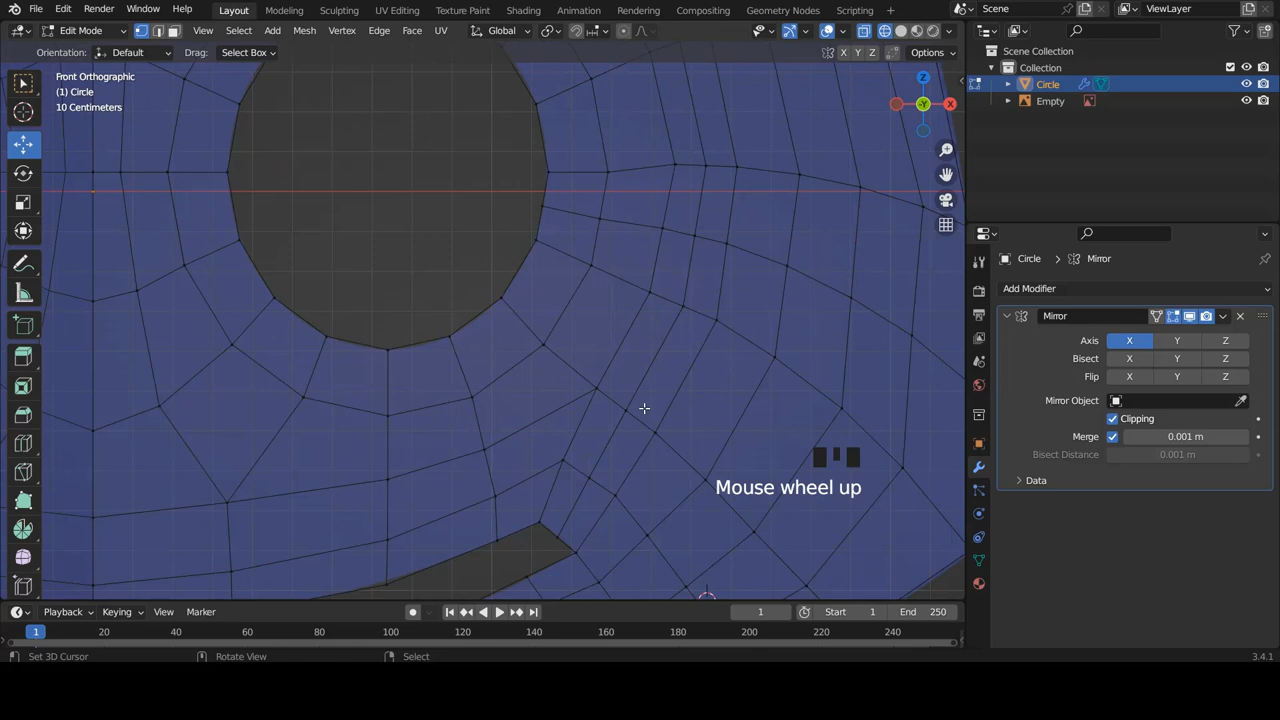 File Edit Render Window Help Layout Modeling Sculpting UV Editing Texture Paint Shading Animation Rendering Compositing Geometry Nodes Scripting Scene ViewLayer
Edit Mode View Select Add Mesh Vertex Edge Face UV Global
Orientation: Default Drag: Select Box X Y Z Options
Front Orthographic
(1) Circle
10 Centimeters
Z
Y
X
Mouse wheel up
Scene Collection
Collection
Circle
Empty
Circle > Mirror
Add Modifier
Mirror
Axis X Y Z
Bisect X Y Z
Flip X Y Z
Mirror Object
Clipping
Merge 0.001 m
Bisect Distance 0.001 m
Data
Playback Keying View Marker 1 Start 1 End 250
1 20 40 60 80 100 120 140 160 180 200 220 240
Set 3D Cursor Rotate View Select 3.4.1